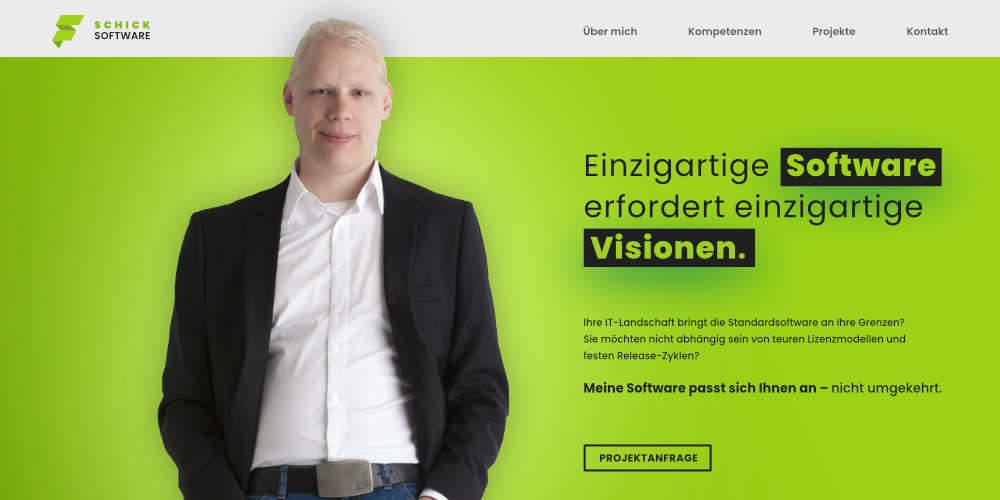 SCHICK
SOFTWARE
Über mich
Kompetenzen
Projekte
Kontakt
Einzigartige Software
erfordert einzigartige
Visionen.
Ihre IT-Landschaft bringt die Standardsoftware an Ihre Grenzen?
Sie möchten nicht abhängig sein von teuren Lizenzmodellen und
festen Release-Zyklen?
Meine Software passt sich Ihnen an – nicht umgekehrt.
PROJEKTANFRAGE